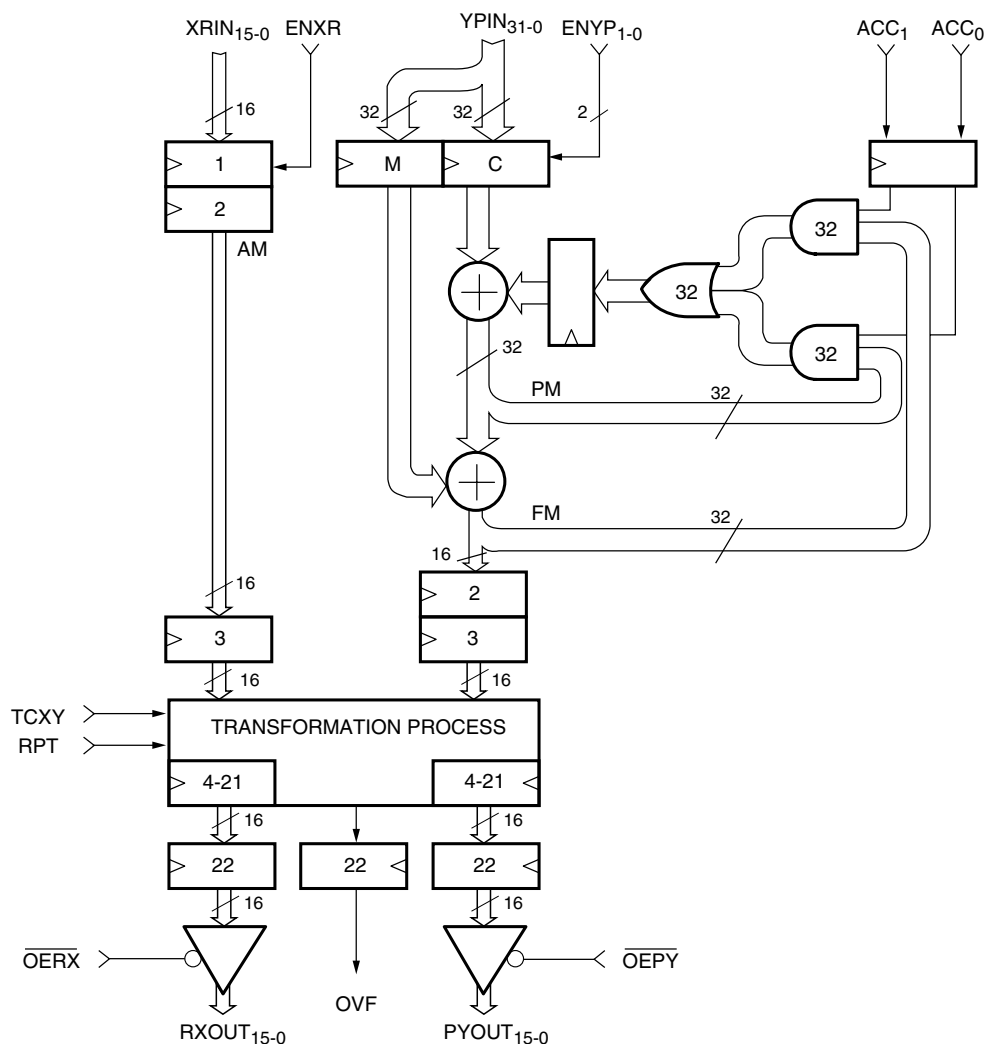 XRIN15-0 ENXR YPIN31-0 ENYP1-0 ACC1 ACC0
16 32 32 2
1 M C
2 32
AM
32
32
32
PM 32
FM 32
16
2
16
3 3
16 16
TCXY
TRANSFORMATION PROCESS
RPT
4-21 4-21
16 16
22 22 22
16 16
OERX OEPY
OVF
RXOUT15-0 PYOUT15-0